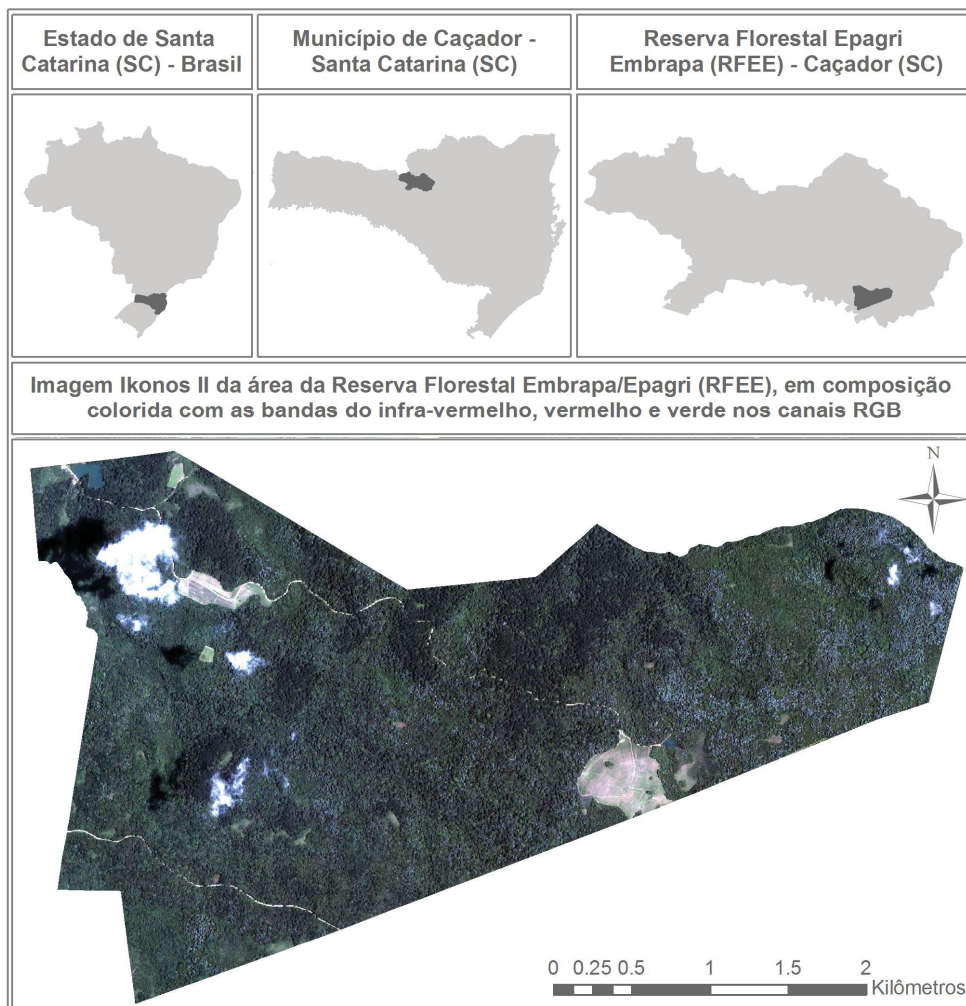 Estado de Santa
Catarina (SC) - Brasil
Município de Caçador -
Santa Catarina (SC)
Reserva Florestal Epagri
Embrapa (RFEE) - Caçador (SC)
Imagem Ikonos II da área da Reserva Florestal Embrapa/Epagri (RFEE), em composição
colorida com as bandas do infra-vermelho, vermelho e verde nos canais RGB
N
0 0.25 0.5 1 1.5 2
Kilômetros